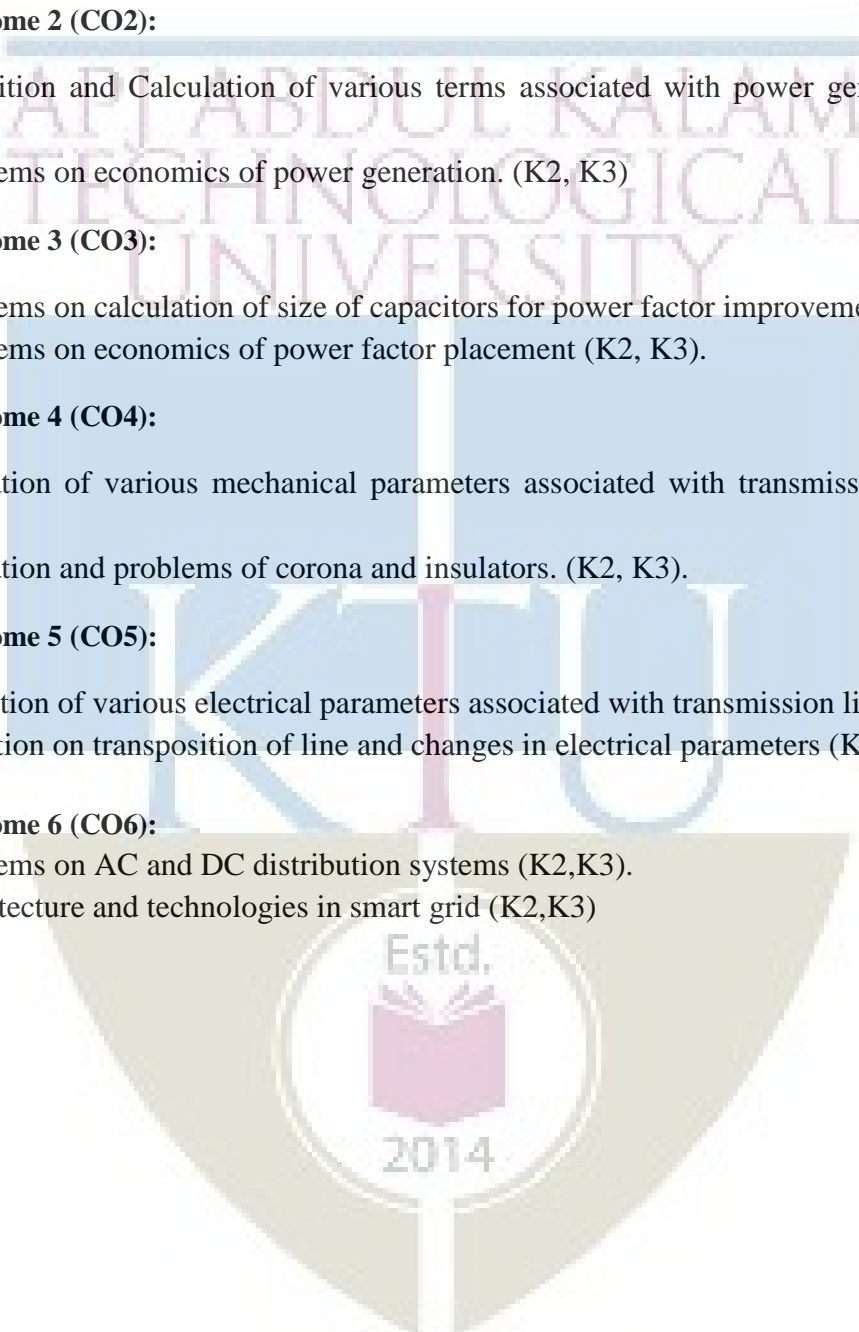 ome 2 (CO2):
ition and Calculation of various terms associated with power gen
APJ ABDUL KALAM
TECHNOLOGICAL
ems on economics of power generation. (K2, K3)
UNIVERSITY
ome 3 (CO3):
ems on calculation of size of capacitors for power factor improveme
ems on economics of power factor placement (K2, K3).
ome 4 (CO4):
ation of various mechanical parameters associated with transmiss
ation and problems of corona and insulators. (K2, K3).
KTU
ome 5 (CO5):
tion of various electrical parameters associated with transmission li
tion on transposition of line and changes in electrical parameters (K
ome 6 (CO6):
ems on AC and DC distribution systems (K2,K3).
tecture and technologies in smart grid (K2,K3)
Estd.
2014